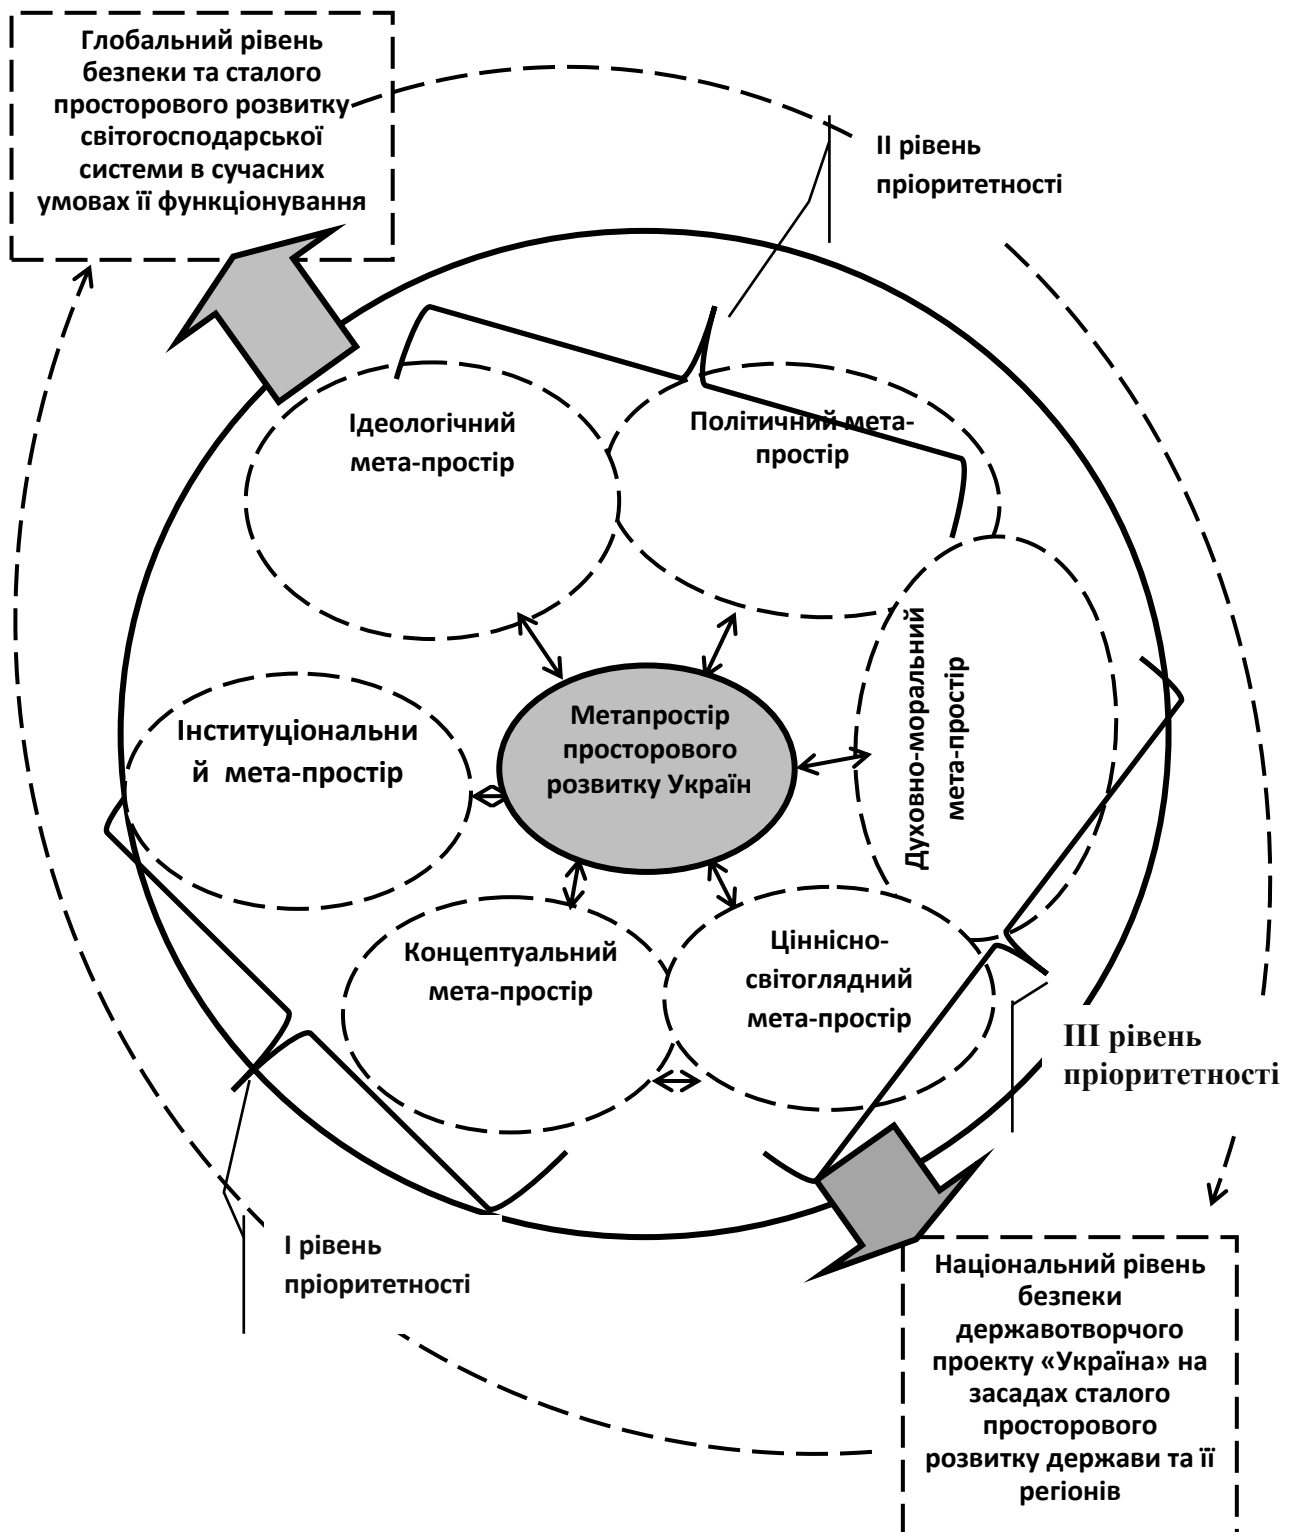 Глобальний рівень
безпеки та сталого
просторового розвитку
світогосподарської
системи в сучасних
умовах її функціонування
ІІ рівень
пріоритетності
Ідеологічний
мета-простір
Політичний мета-
простір
Духовно-моральний
мета-простір
Інституціональни
й мета-простір
Метапростір
просторового
розвитку Україн
Концептуальний
мета-простір
Ціннісно-
світоглядний
мета-простір
ІІІ рівень
пріоритетності
І рівень
пріоритетності
Національний рівень
безпеки
державотворчого
проекту «Україна» на
засадах сталого
просторового
розвитку держави та її
регіонів